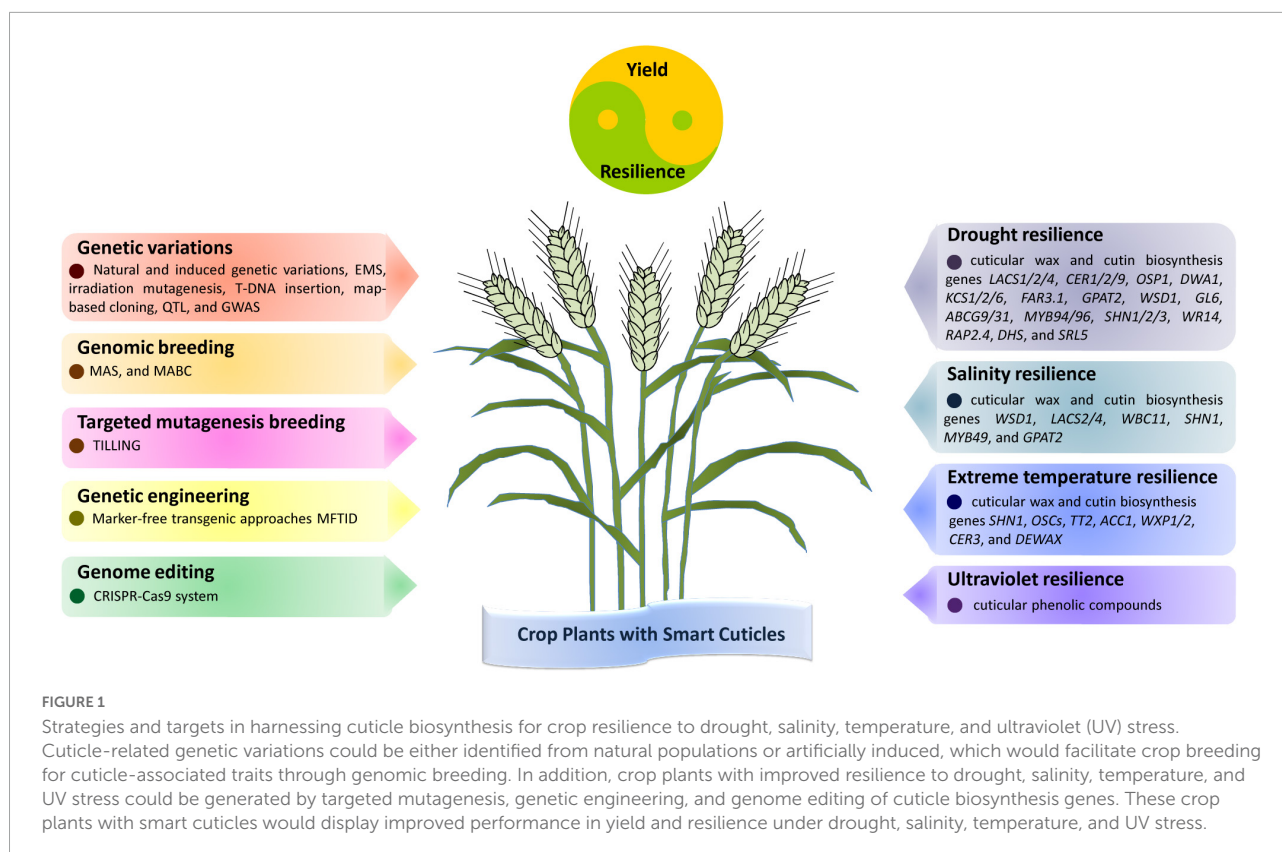 Yield
Resilience
Genetic variations
Natural and induced genetic variations, EMS,
irradiation mutagenesis, T-DNA insertion, map-
based cloning, QTL, and GWAS
Genomic breeding
MAS, and MABC
Targeted mutagenesis breeding
TILLING
Genetic engineering
Marker-free transgenic approaches MFTID
Genome editing
CRISPR-Cas9 system
Drought resilience
cuticular wax and cutin biosynthesis
genes LACS1/2/4, CER1/2/9, OSP1, DWA1,
KCS1/2/6, FAR3.1, GPAT2, WSD1, GL6,
ABCG9/31, MYB94/96, SHN1/2/3, WR14,
RAP2.4, DHS, and SRL5
Salinity resilience
cuticular wax and cutin biosynthesis
genes WSD1, LACS2/4, WBC11, SHN1,
MYB49, and GPAT2
Extreme temperature resilience
cuticular wax and cutin biosynthesis
genes SHN1, OSCs, TT2, ACC1, WXP1/2,
CER3, and DEWAX
Ultraviolet resilience
cuticular phenolic compounds
Crop Plants with Smart Cuticles
FIGURE 1
Strategies and targets in harnessing cuticle biosynthesis for crop resilience to drought, salinity, temperature, and ultraviolet (UV) stress.
Cuticle-related genetic variations could be either identified from natural populations or artificially induced, which would facilitate crop breeding
for cuticle-associated traits through genomic breeding. In addition, crop plants with improved resilience to drought, salinity, temperature, and
UV stress could be generated by targeted mutagenesis, genetic engineering, and genome editing of cuticle biosynthesis genes. These crop
plants with smart cuticles would display improved performance in yield and resilience under drought, salinity, temperature, and UV stress.